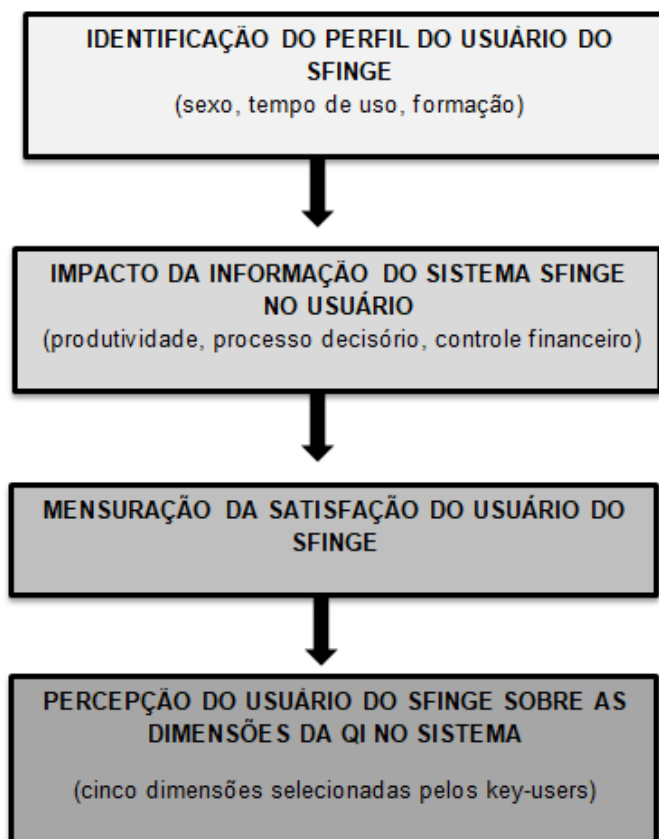 IDENTIFICAÇÃO DO PERFIL DO USUÁRIO DO
SFINGE
(sexo, tempo de uso, formação)
IMPACTO DA INFORMAÇÃO DO SISTEMA SFINGE
NO USUÁRIO
(produtividade, processo decisório, controle financeiro)
MENSURAÇÃO DA SATISFAÇÃO DO USUÁRIO DO
SFINGE
PERCEPÇÃO DO USUÁRIO DO SFINGE SOBRE AS
DIMENSÕES DA QI NO SISTEMA
(cinco dimensões selecionadas pelos key-users)